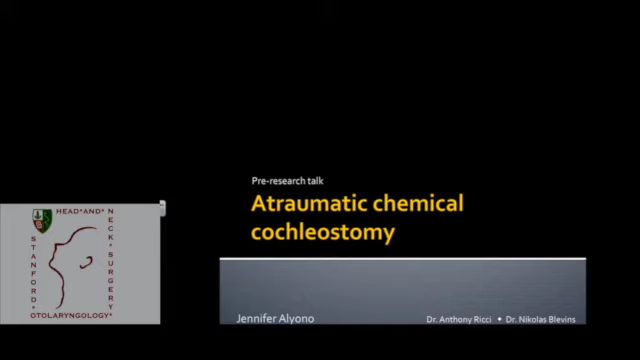 Pre-research talk
Atraumatic chemical
cochleostomy
HEAD*AND*
NECK*SURGERY
STANFORD
OTOLARYNGOLOGY*
Jennifer Alyono
Dr. Anthony Ricci • Dr. Nikolas Blevins